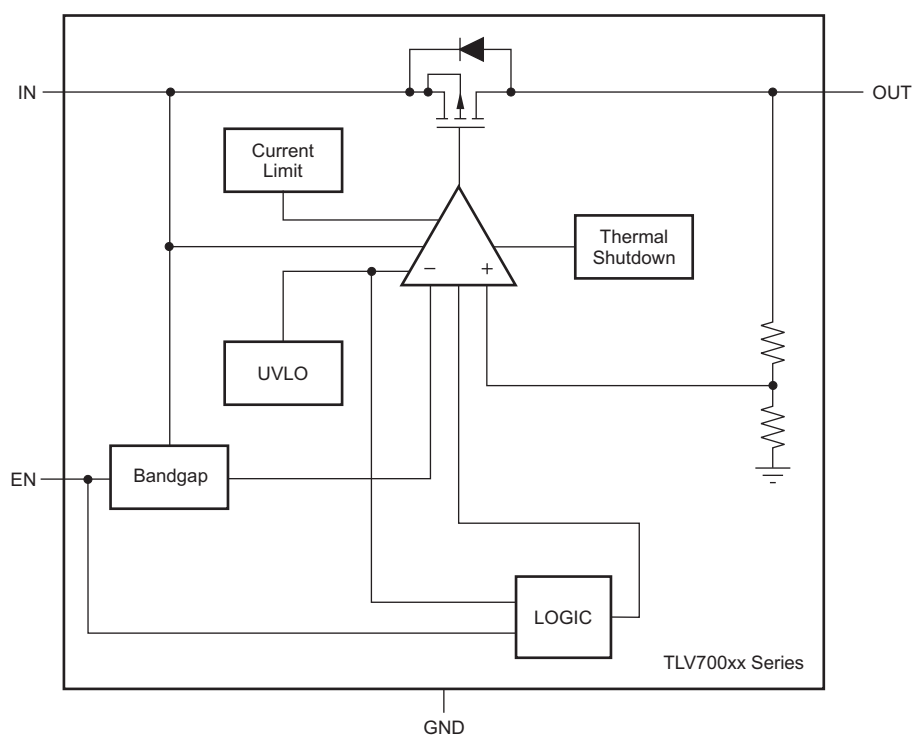 IN
OUT
Current
Limit
Thermal
Shutdown
−
+
UVLO
EN
Bandgap
LOGIC
TLV700xx Series
GND